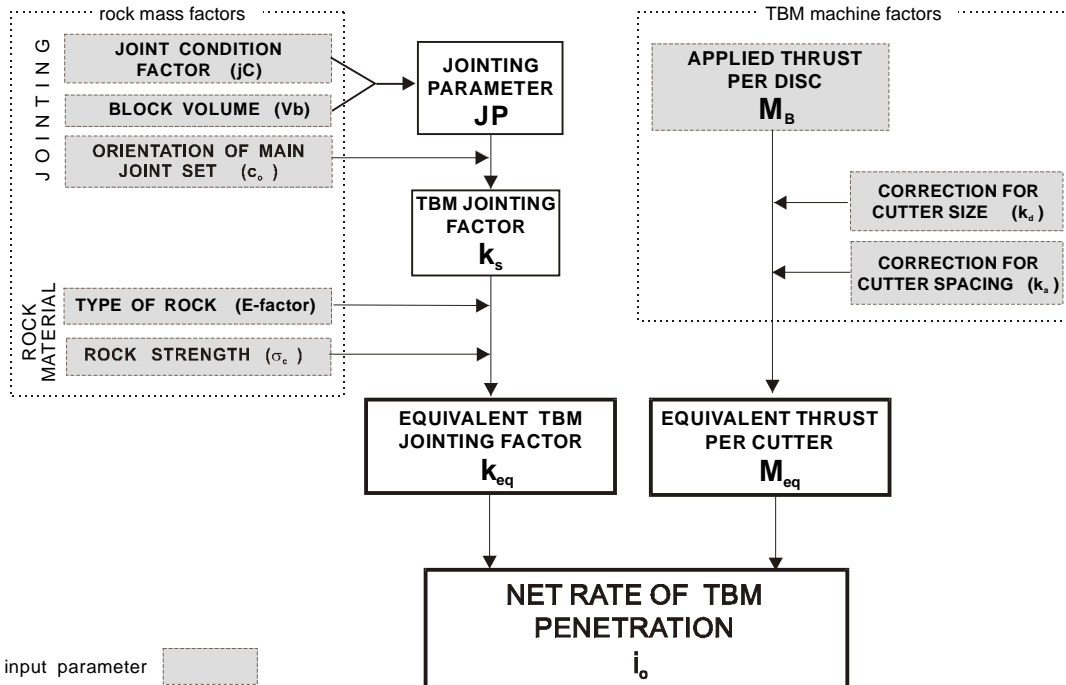 rock mass factors
JOINTING
JOINT CONDITION
FACTOR (jC)
BLOCK VOLUME (Vb)
ORIENTATION OF MAIN
JOINT SET (co)
JOINTING
PARAMETER
JP
TBM JOINTING
FACTOR
ks
ROCK
MATERIAL
TYPE OF ROCK (E-factor)
ROCK STRENGTH (σc)
EQUIVALENT TBM
JOINTING FACTOR
keq
TBM machine factors
APPLIED THRUST
PER DISC
MB
CORRECTION FOR
CUTTER SIZE (kd)
CORRECTION FOR
CUTTER SPACING (ka)
EQUIVALENT THRUST
PER CUTTER
Meq
NET RATE OF TBM
PENETRATION
io
input parameter